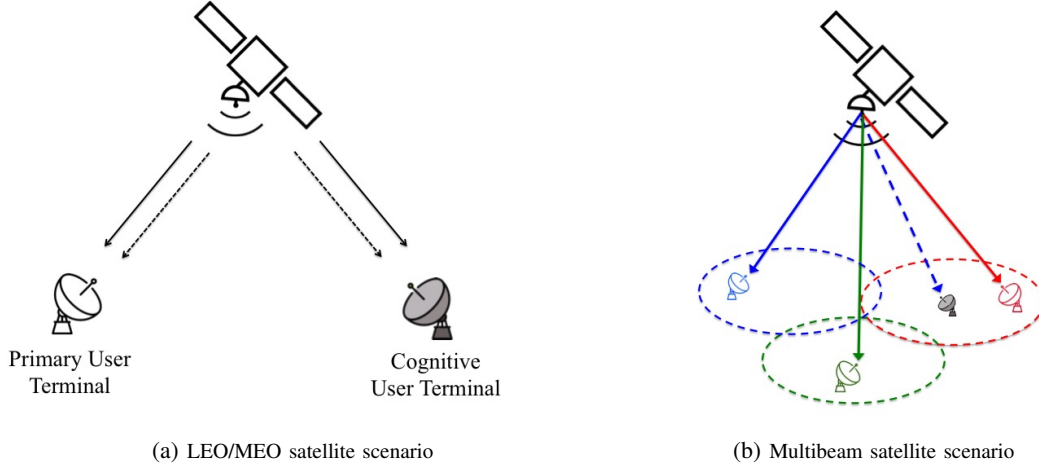 Primary User
Terminal
Cognitive
User Terminal
(a) LEO/MEO satellite scenario
(b) Multibeam satellite scenario